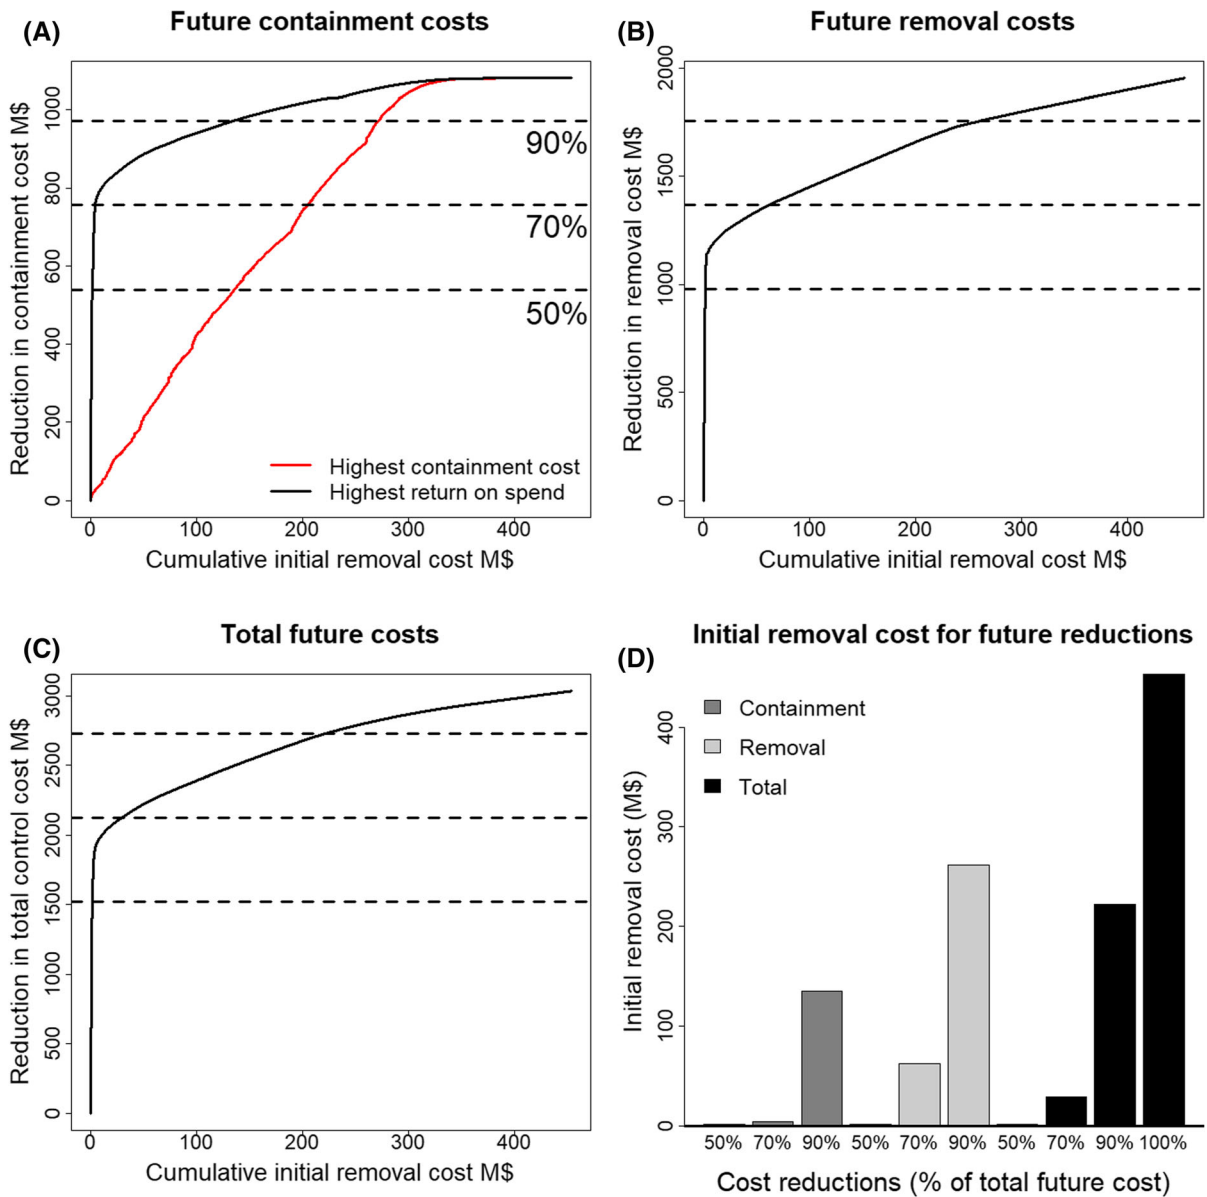 (A)
Future containment costs
Reduction in containment cost M$
0
200
400
600
800
1000
90%
70%
50%
Highest containment cost
Highest return on spend
0 100 200 300 400
Cumulative initial removal cost M$
(B)
Future removal costs
Reduction in removal cost M$
0
500
1000
1500
2000
0 100 200 300 400
Cumulative initial removal cost M$
(C)
Total future costs
Reduction in total control cost M$
0
500
1000
1500
2000
2500
3000
0 100 200 300 400
Cumulative initial removal cost M$
(D)
Initial removal cost for future reductions
Initial removal cost (M$)
0
100
200
300
400
Containment
Removal
Total
50% 70% 90% 50% 70% 90% 50% 70% 90% 100%
Cost reductions (% of total future cost)